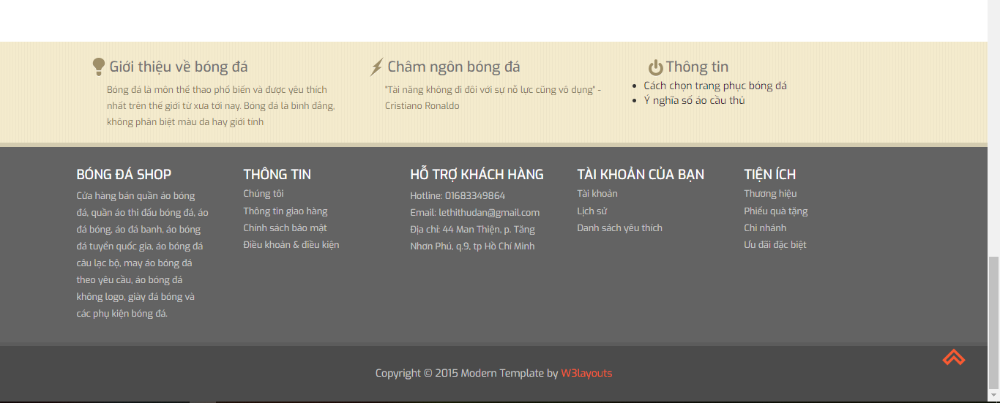 Giới thiệu về bóng đá
Bóng đá là môn thể thao phổ biến và được yêu thích
nhất trên thế giới từ xưa tới nay. Bóng đá là bình đẳng,
không phân biệt màu da hay giới tính
Châm ngôn bóng đá
"Tài năng không đi đôi với sự nỗ lực cũng vô dụng" -
Cristiano Ronaldo
Thông tin
Cách chọn trang phục bóng đá
Ý nghĩa số áo cầu thủ
BÓNG ĐÁ SHOP
Cửa hàng bán quần áo bóng
đá, quần áo thi đấu bóng đá, áo
đá bóng, áo đá banh, áo bóng
đá tuyển quốc gia, áo bóng đá
câu lạc bộ, may áo bóng đá
theo yêu cầu, áo bóng đá
không logo, giày đá bóng và
các phụ kiện bóng đá.
THÔNG TIN
Chúng tôi
Thông tin giao hàng
Chính sách bảo mật
Điều khoản & điều kiện
HỖ TRỢ KHÁCH HÀNG
Hotline: 01683349864
Email: lethithudan@gmail.com
Địa chỉ: 44 Man Thiện, p. Tăng
Nhơn Phú, q.9, tp Hồ Chí Minh
TÀI KHOẢN CỦA BẠN
Tài khoản
Lịch sử
Danh sách yêu thích
TIỆN ÍCH
Thương hiệu
Phiếu quà tặng
Chi nhánh
Ưu đãi đặc biệt
Copyright © 2015 Modern Template by W3layouts